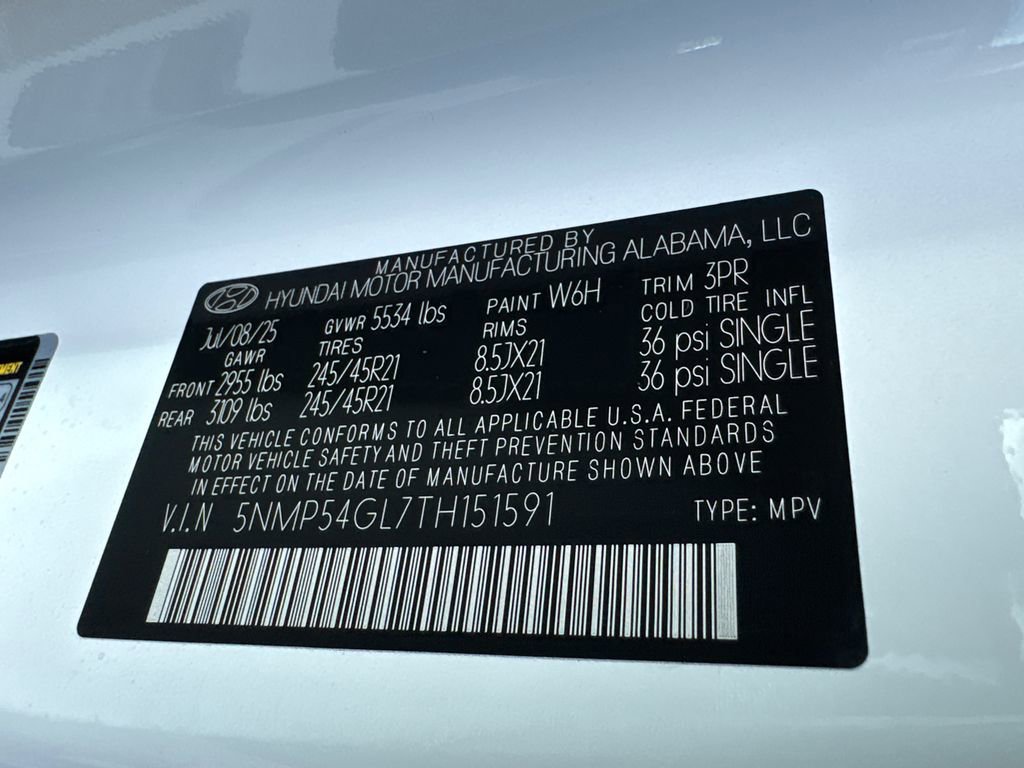 MANUFACTURED BY
HYUNDAI MOTOR MANUFACTURING ALABAMA, LLC
Jul/08/25 GVWR 5534 lbs PAINT W6H TRIM 3PR
GAWR TIRES RIMS COLD TIRE INFL
FRONT 2955 lbs 245/45R21 8.5JX21 36 psi SINGLE
REAR 3109 lbs 245/45R21 8.5JX21 36 psi SINGLE
THIS VEHICLE CONFORMS TO ALL APPLICABLE U.S.A. FEDERAL
MOTOR VEHICLE SAFETY AND THEFT PREVENTION STANDARDS
IN EFFECT ON THE DATE OF MANUFACTURE SHOWN ABOVE
V.I.N 5NMP54GL7TH151591 TYPE: MPV